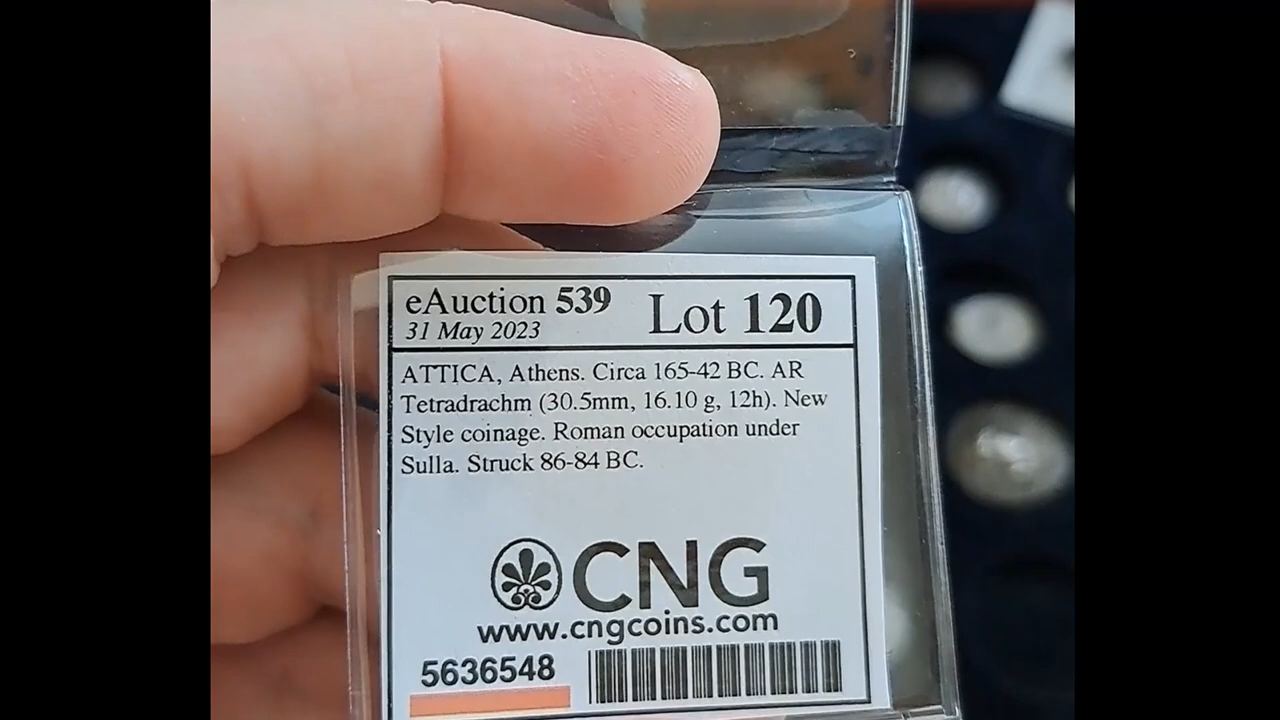 eAuction 539
31 May 2023
Lot 120
ATTICA, Athens. Circa 165-42 BC. AR
Tetradrachm (30.5mm, 16.10 g, 12h). New
Style coinage. Roman occupation under
Sulla. Struck 86-84 BC.
CNG
www.cngcoins.com
5636548